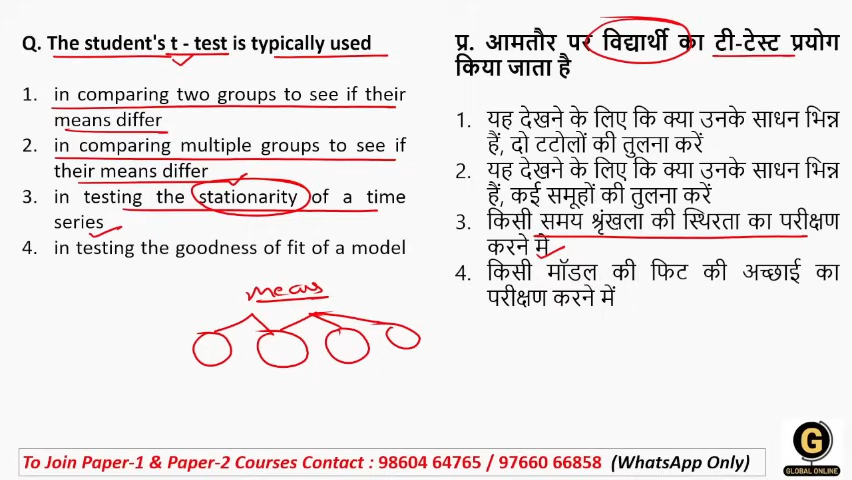 Q. The student's t - test is typically used
1. in comparing two groups to see if their
means differ
2. in comparing multiple groups to see if
their means differ
3. in testing the stationarity of a time
series
4. in testing the goodness of fit of a model
means
प्र. आमतौर पर विद्यार्थी का टी-टेस्ट प्रयोग
किया जाता है
1. यह देखने के लिए कि क्या उनके साधन भिन्न
हैं, दो टटोलों की तुलना करें
2. यह देखने के लिए कि क्या उनके साधन भिन्न
हैं, कई समूहों की तुलना करें
3. किसी समय श्रृंखला की स्थिरता का परीक्षण
करने में
4. किसी मॉडल की फिट की अच्छाई का
परीक्षण करने में
To Join Paper-1 & Paper-2 Courses Contact : 98604 64765 / 97660 66858 (WhatsApp Only)
G
GLOBAL ONLINE